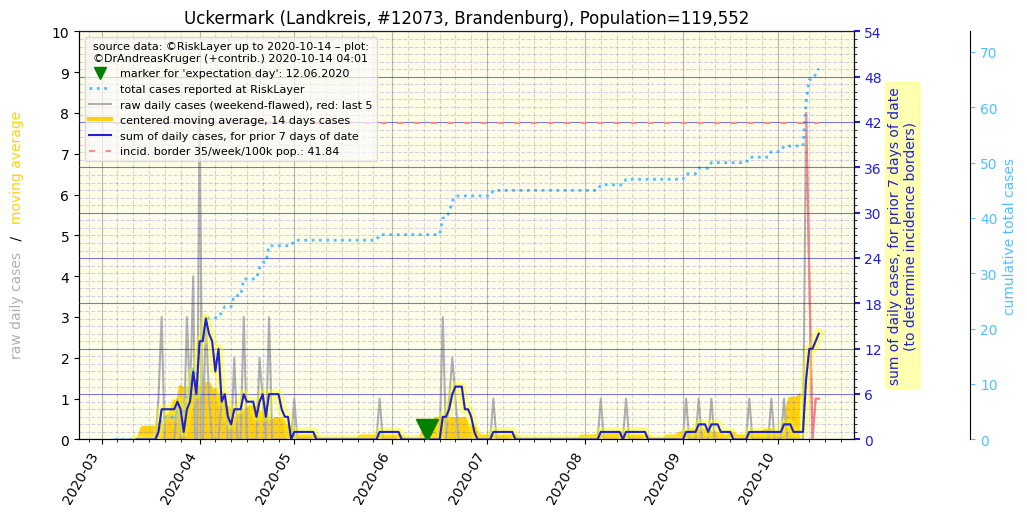 Uckermark (Landkreis, #12073, Brandenburg), Population=119,552
source data: ©RiskLayer up to 2020-10-14 – plot:
©DrAndreasKruger (+contrib.) 2020-10-14 04:01
marker for 'expectation day': 12.06.2020
total cases reported at RiskLayer
raw daily cases (weekend-flawed), red: last 5
centered moving average, 14 days cases
sum of daily cases, for prior 7 days of date
incid. border 35/week/100k pop.: 41.84
raw daily cases / moving average
10
9
8
7
6
5
4
3
2
1
0
54
48
42
36
30
24
18
12
6
0
sum of daily cases, for prior 7 days of date
(to determine incidence borders)
70
60
50
40
30
20
10
0
cumulative total cases
2020-03
2020-04
2020-05
2020-06
2020-07
2020-08
2020-09
2020-10